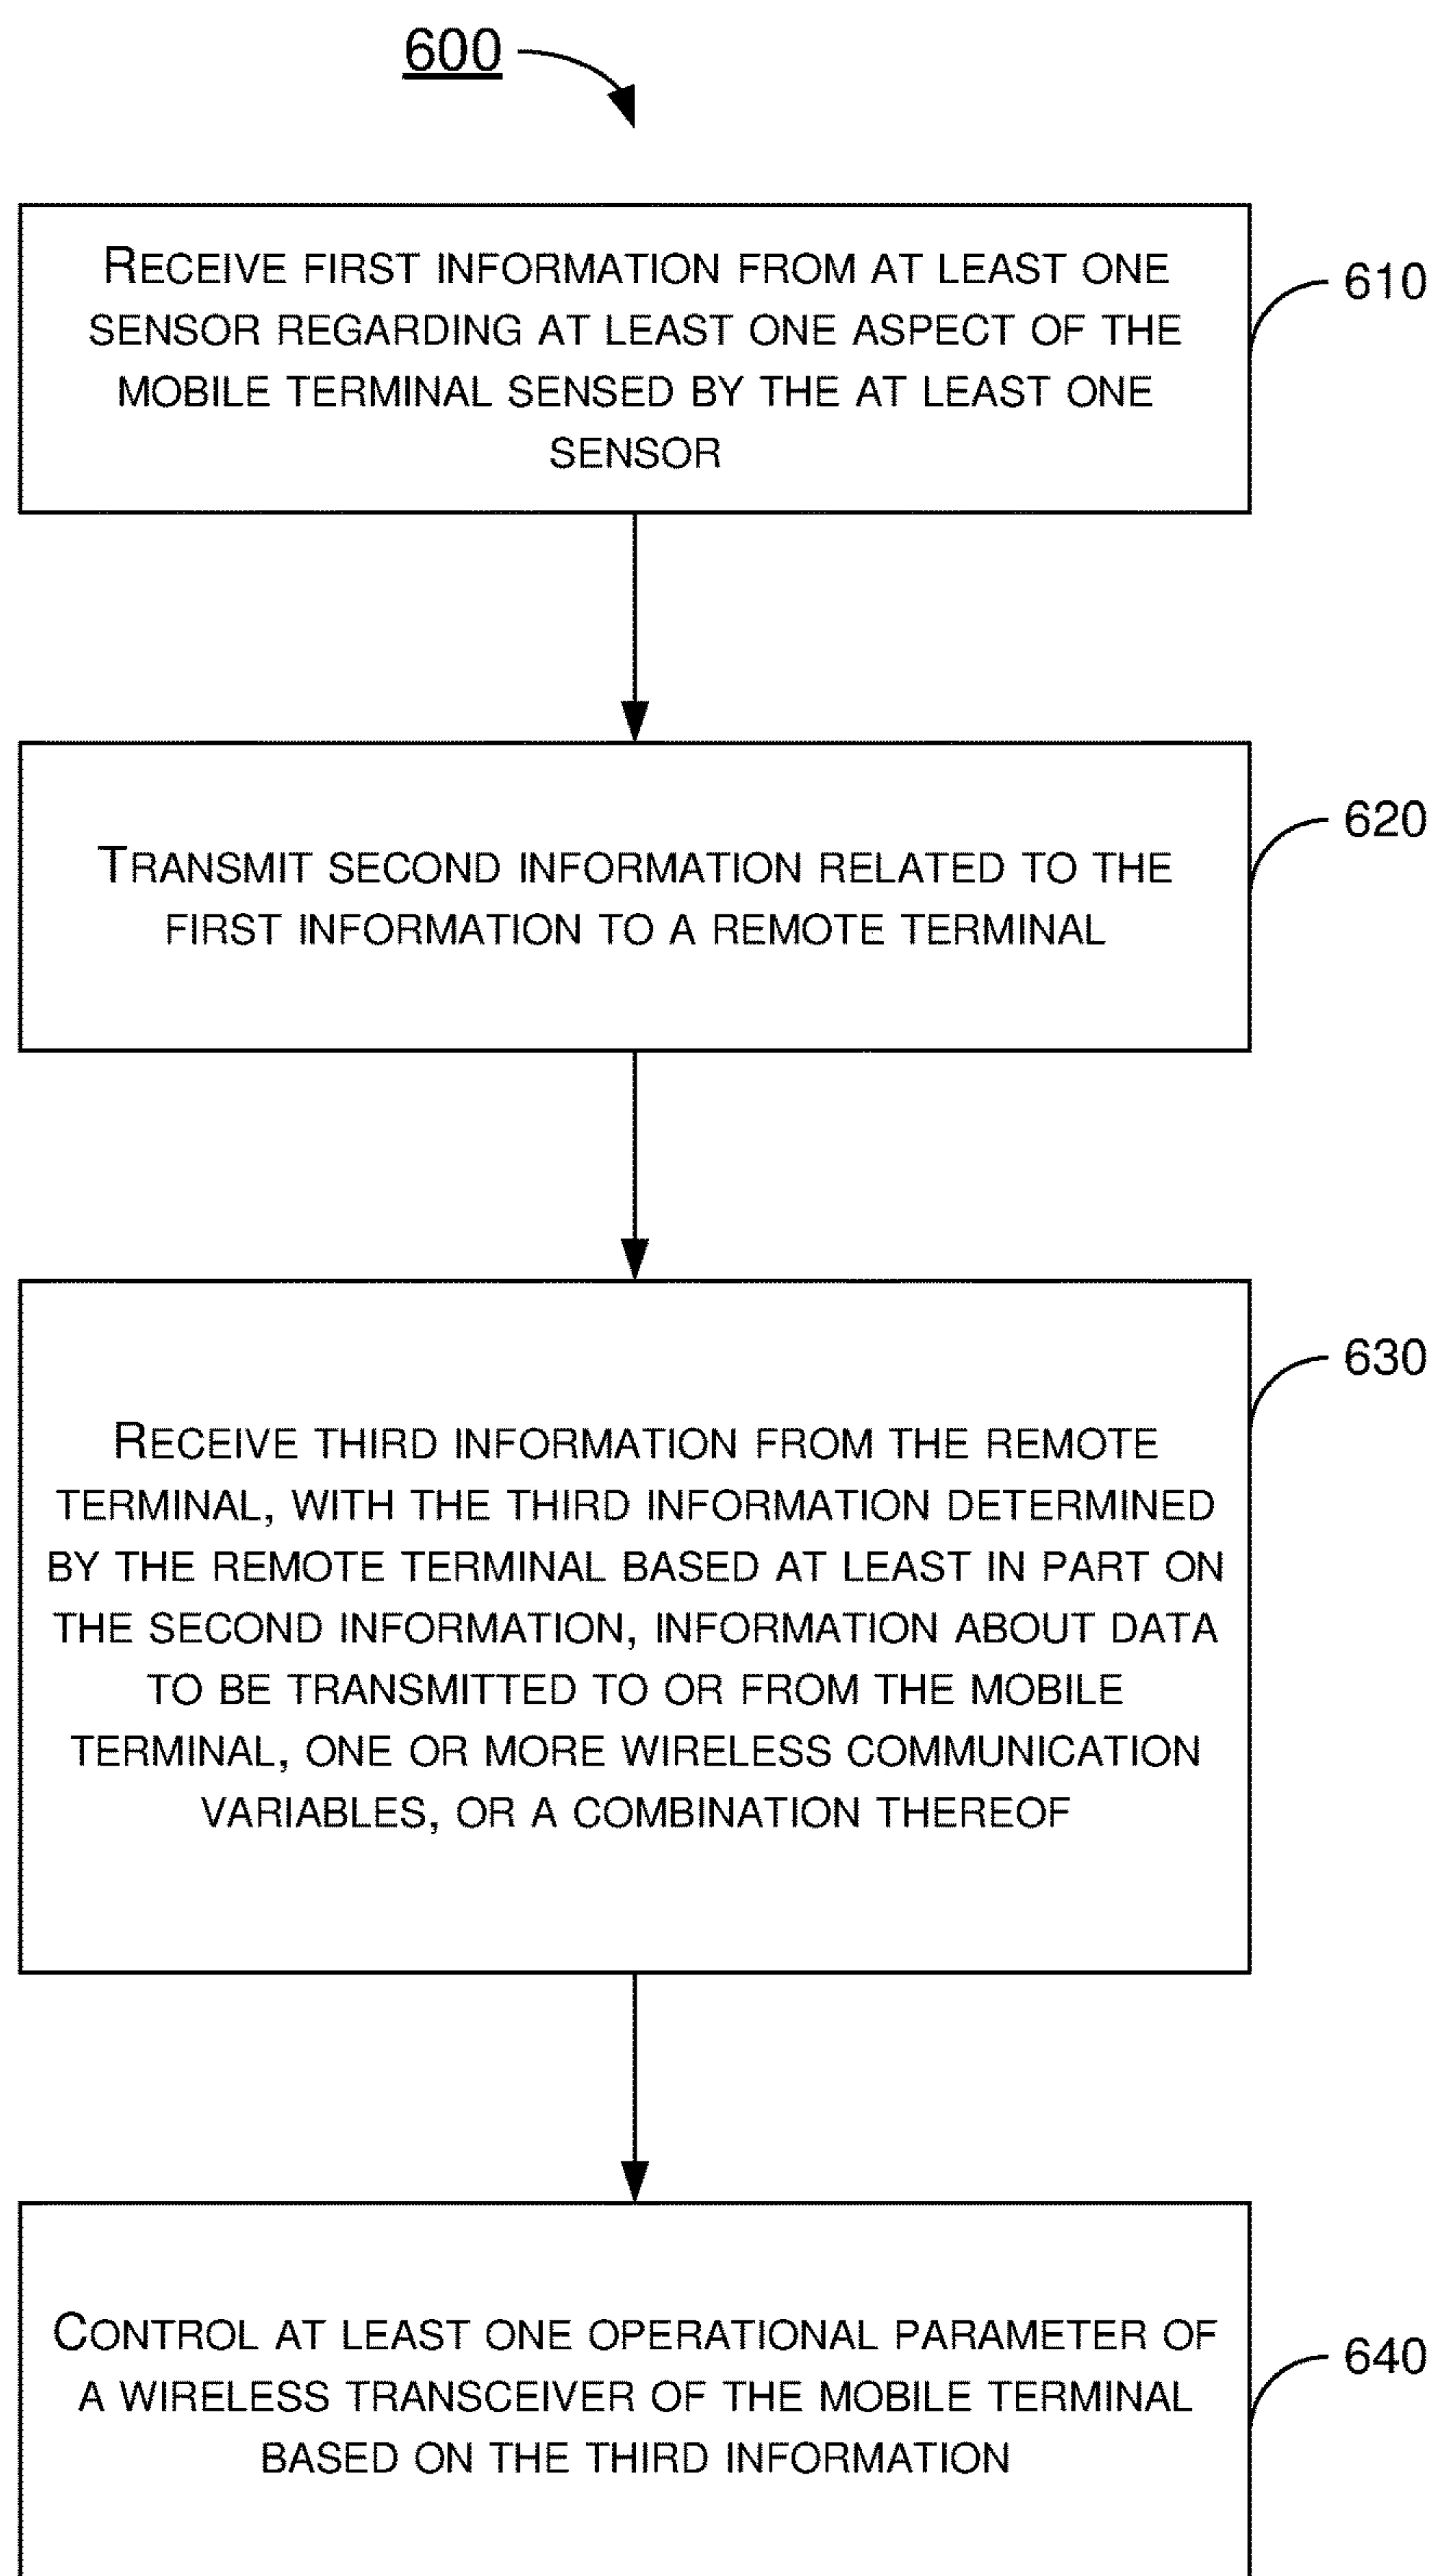 600
RECEIVE FIRST INFORMATION FROM AT LEAST ONE
SENSOR REGARDING AT LEAST ONE ASPECT OF THE
MOBILE TERMINAL SENSED BY THE AT LEAST ONE
SENSOR
610
TRANSMIT SECOND INFORMATION RELATED TO THE
FIRST INFORMATION TO A REMOTE TERMINAL
620
RECEIVE THIRD INFORMATION FROM THE REMOTE
TERMINAL, WITH THE THIRD INFORMATION DETERMINED
BY THE REMOTE TERMINAL BASED AT LEAST IN PART ON
THE SECOND INFORMATION, INFORMATION ABOUT DATA
TO BE TRANSMITTED TO OR FROM THE MOBILE
TERMINAL, ONE OR MORE WIRELESS COMMUNICATION
VARIABLES, OR A COMBINATION THEREOF
630
CONTROL AT LEAST ONE OPERATIONAL PARAMETER OF
A WIRELESS TRANSCEIVER OF THE MOBILE TERMINAL
BASED ON THE THIRD INFORMATION
640